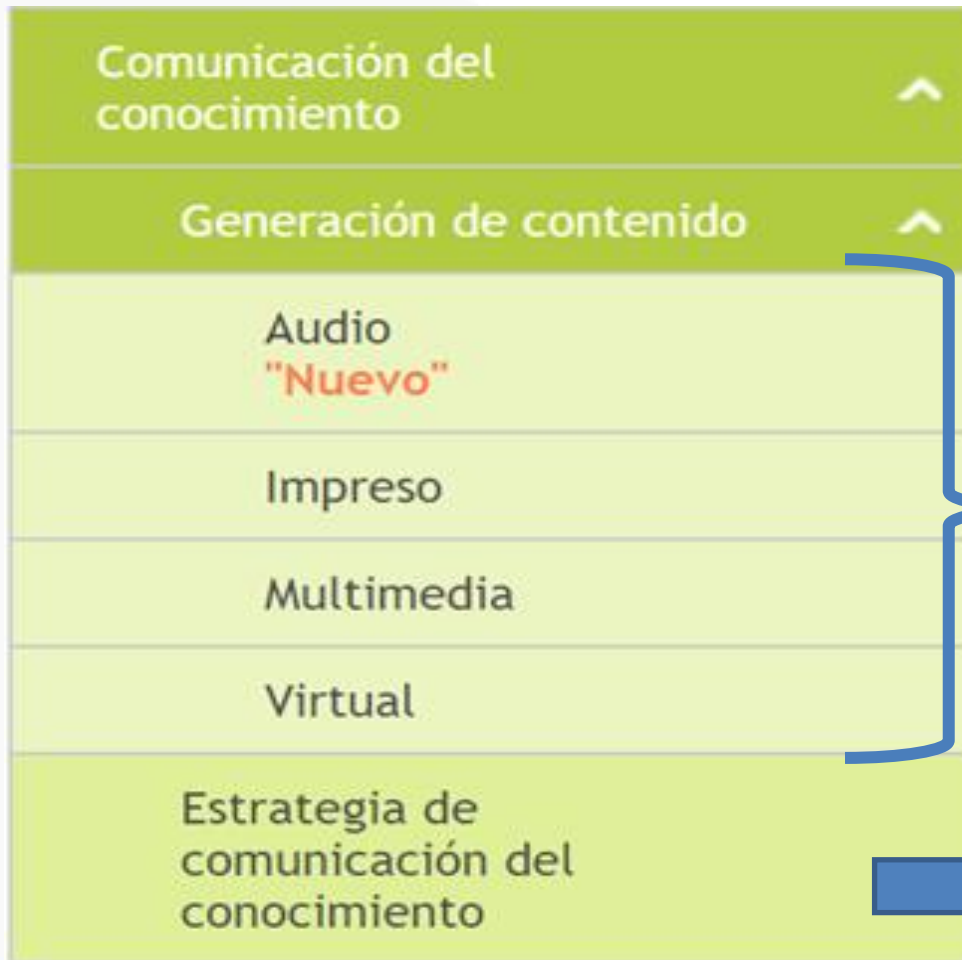 Comunicación del
conocimiento
Generación de contenido
Audio
"Nuevo"
Impreso
Multimedia
Virtual
Estrategia de
comunicación del
conocimiento